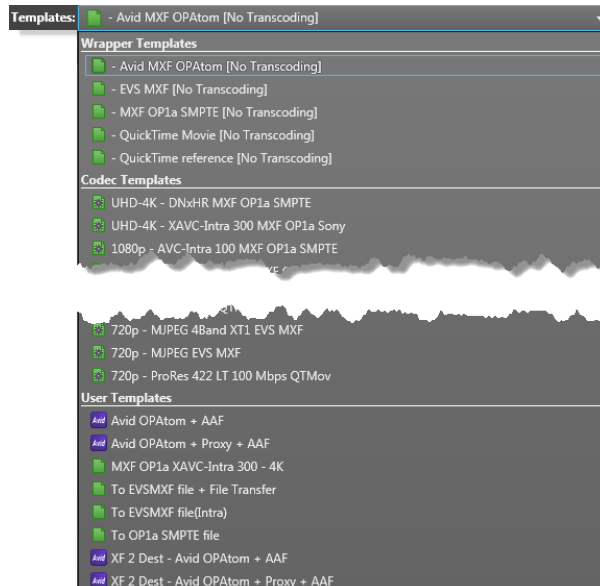 Templates: - Avid MXF OPAtom [No Transcoding]
Wrapper Templates
- Avid MXF OPAtom [No Transcoding]
- EVS MXF [No Transcoding]
- MXF OP1a SMPTE [No Transcoding]
- QuickTime Movie [No Transcoding]
- QuickTime reference [No Transcoding]
Codec Templates
UHD-4K - DNxHR MXF OP1a SMPTE
UHD-4K - XAVC-Intra 300 MXF OP1a Sony
1080p - AVC-Intra 100 MXF OP1a SMPTE
720p - MJPEG 4Band XT1 EVS MXF
720p - MJPEG EVS MXF
720p - ProRes 422 LT 100 Mbps QTMov
User Templates
Avid Avid OPAtom + AAF
Avid Avid OPAtom + Proxy + AAF
MXF OP1a XAVC-Intra 300 - 4K
To EVSMXF file + File Transfer
To EVSMXF file(Intra)
To OP1a SMPTE file
Avid XF 2 Dest - Avid OPAtom + AAF
Avid XF 2 Dest - Avid OPAtom + Proxy + AAF